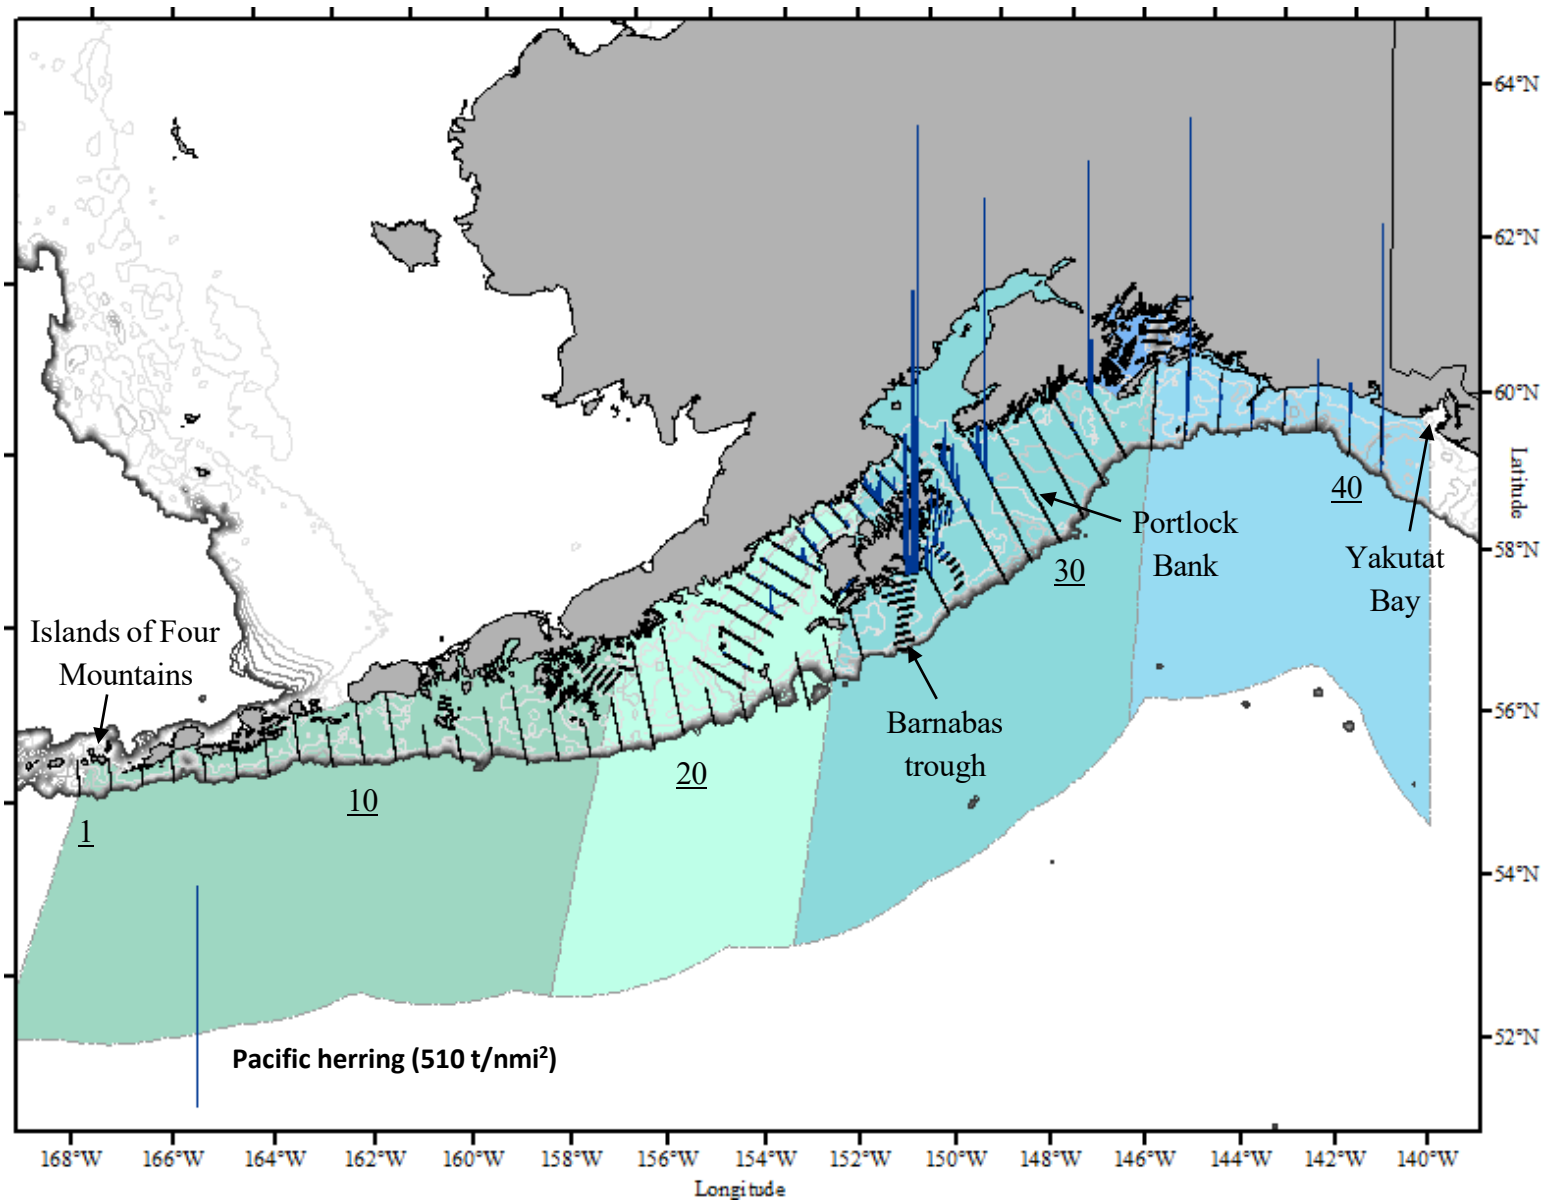 64°N
62°N
60°N
Latitude
40
Portlock
Bank
58°N
Yakutat
Bay
30
Islands of Four
Mountains
56°N
Barnabas
trough
20
10
1
54°N
52°N
Pacific herring (510 t/nmi²)
168°W 166°W 164°W 162°W 160°W 158°W 156°W 154°W 152°W 150°W 148°W 146°W 144°W 142°W 140°W
Longitude